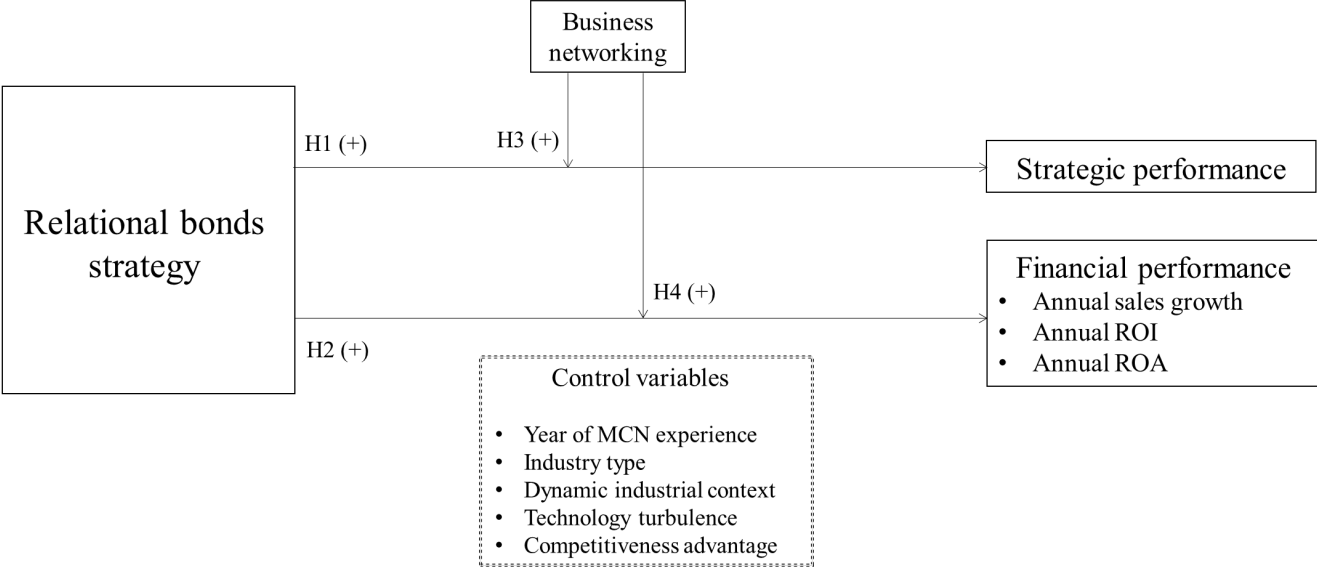 Business
networking
H1 (+)
H3 (+)
Strategic performance
Relational bonds
strategy
Financial performance
• Annual sales growth
• Annual ROI
• Annual ROA
H4 (+)
H2 (+)
Control variables
• Year of MCN experience
• Industry type
• Dynamic industrial context
• Technology turbulence
• Competitiveness advantage